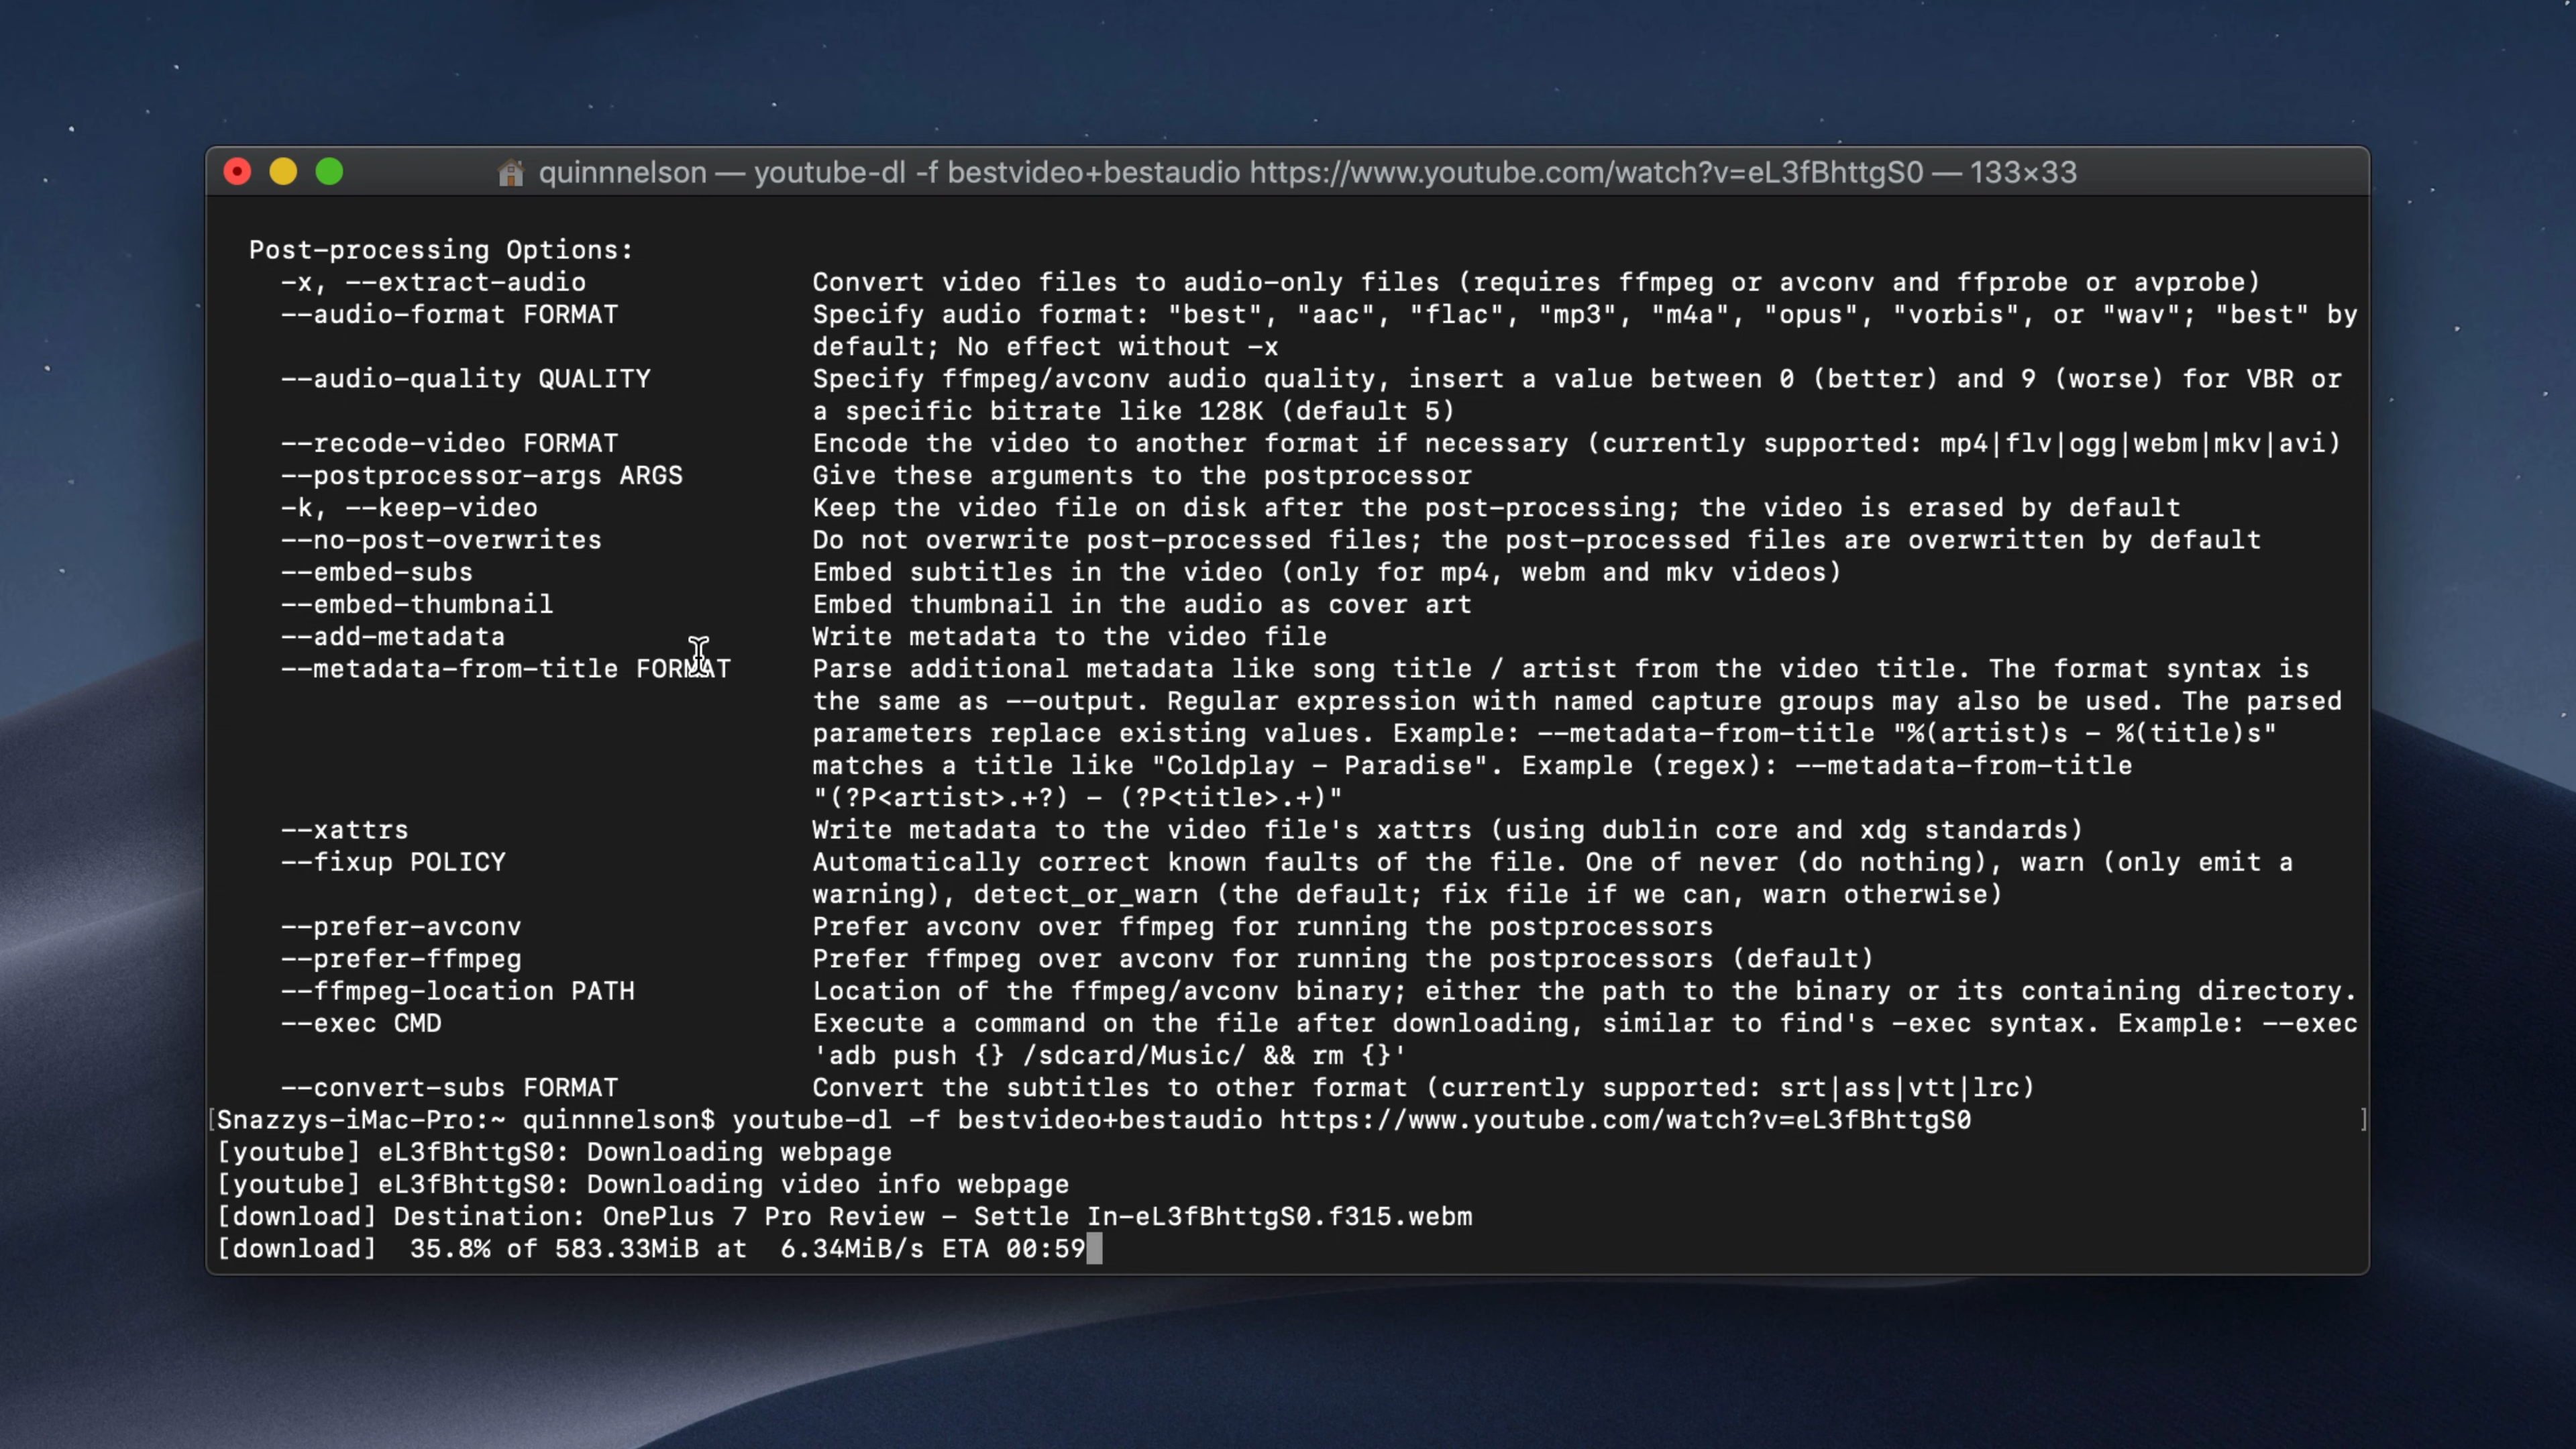 quinnnelson — youtube-dl -f bestvideo+bestaudio https://www.youtube.com/watch?v=eL3fBhttgS0 — 133×33
Post-processing Options:
-x, --extract-audio Convert video files to audio-only files (requires ffmpeg or avconv and ffprobe or avprobe)
--audio-format FORMAT Specify audio format: "best", "aac", "flac", "mp3", "m4a", "opus", "vorbis", or "wav"; "best" by
default; No effect without -x
--audio-quality QUALITY Specify ffmpeg/avconv audio quality, insert a value between 0 (better) and 9 (worse) for VBR or
a specific bitrate like 128K (default 5)
--recode-video FORMAT Encode the video to another format if necessary (currently supported: mp4|flv|ogg|webm|mkv|avi)
--postprocessor-args ARGS Give these arguments to the postprocessor
-k, --keep-video Keep the video file on disk after the post-processing; the video is erased by default
--no-post-overwrites Do not overwrite post-processed files; the post-processed files are overwritten by default
--embed-subs Embed subtitles in the video (only for mp4, webm and mkv videos)
--embed-thumbnail Embed thumbnail in the audio as cover art
--add-metadata Write metadata to the video file
--metadata-from-title FORMAT Parse additional metadata like song title / artist from the video title. The format syntax is
the same as --output. Regular expression with named capture groups may also be used. The parsed
parameters replace existing values. Example: --metadata-from-title "%(artist)s - %(title)s"
matches a title like "Coldplay - Paradise". Example (regex): --metadata-from-title
"(?P<artist>.+?) - (?P<title>.+)"
--xattrs Write metadata to the video file's xattrs (using dublin core and xdg standards)
--fixup POLICY Automatically correct known faults of the file. One of never (do nothing), warn (only emit a
warning), detect_or_warn (the default; fix file if we can, warn otherwise)
--prefer-avconv Prefer avconv over ffmpeg for running the postprocessors
--prefer-ffmpeg Prefer ffmpeg over avconv for running the postprocessors (default)
--ffmpeg-location PATH Location of the ffmpeg/avconv binary; either the path to the binary or its containing directory.
--exec CMD Execute a command on the file after downloading, similar to find's -exec syntax. Example: --exec
'adb push {} /sdcard/Music/ && rm {}'
--convert-subs FORMAT Convert the subtitles to other format (currently supported: srt|ass|vtt|lrc)
[Snazzys-iMac-Pro:~ quinnnelson$ youtube-dl -f bestvideo+bestaudio https://www.youtube.com/watch?v=eL3fBhttgS0 ]
[youtube] eL3fBhttgS0: Downloading webpage
[youtube] eL3fBhttgS0: Downloading video info webpage
[download] Destination: OnePlus 7 Pro Review - Settle In-eL3fBhttgS0.f315.webm
[download] 35.8% of 583.33MiB at 6.34MiB/s ETA 00:59